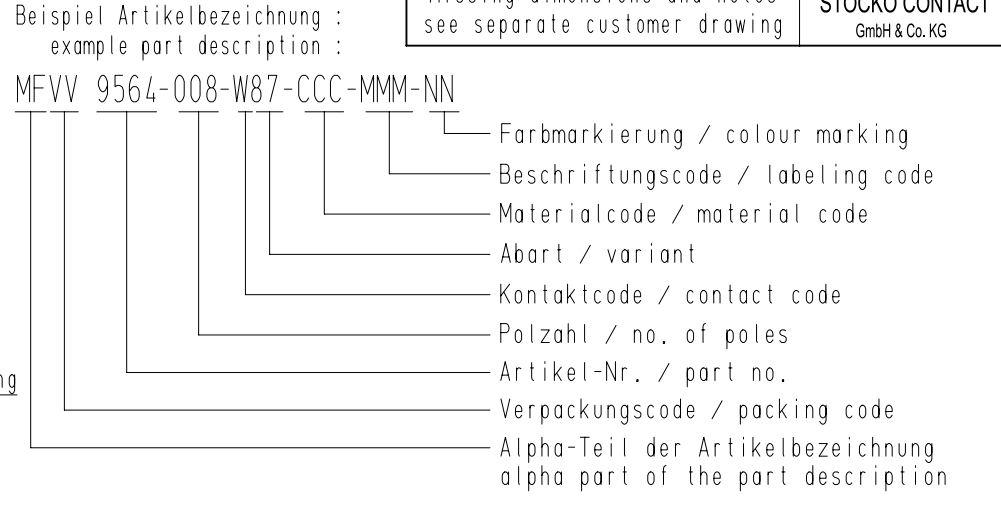 Beispiel Artikelbezeichnung :
example part description :
see separate customer drawing
STOCKO CONTACT
GmbH & Co. KG
MFVV 9564-008-W87-CCC-MMM-NN
Farbmarkierung / colour marking
Beschriftungscode / labeling code
Materialcode / material code
Abart / variant
Kontaktcode / contact code
Polzahl / no. of poles
Artikel-Nr. / part no.
Verpackungscode / packing code
Alpha-Teil der Artikelbezeichnung
alpha part of the part description